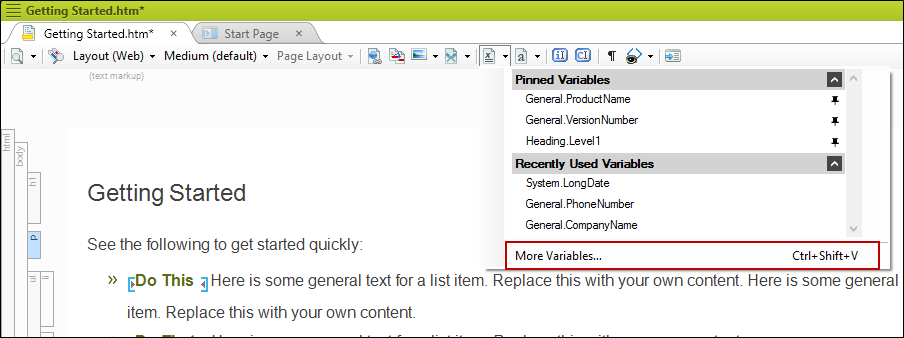 Getting Started.htm*
Getting Started.htm* × Start Page ×
Layout (Web) Medium (default) Page Layout x a
(text markup)
Pinned Variables
General.ProductName
General.VersionNumber
Heading.Level1
Recently Used Variables
System.LongDate
General.PhoneNumber
General.CompanyName
More Variables... Ctrl+Shift+V
html
body
h1
p
ul
li
Getting Started
See the following to get started quickly:
» Do This Here is some general text for a list item. Replace this with your own content. Here is some general
item. Replace this with your own content.